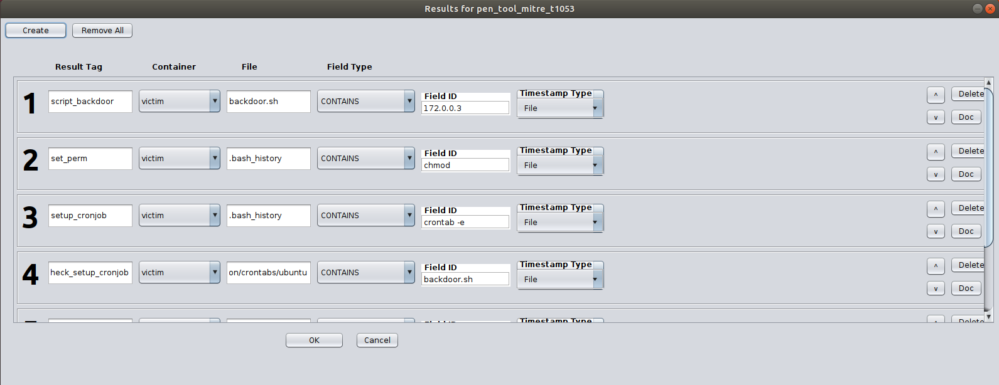 Results for pen_tool_mitre_t1053
Create Remove All
Result Tag Container File Field Type
1 script_backdoor victim backdoor.sh CONTAINS Field ID 172.0.0.3 Timestamp Type File ^ v Delete Doc
2 set_perm victim .bash_history CONTAINS Field ID chmod Timestamp Type File ^ v Delete Doc
3 setup_cronjob victim .bash_history CONTAINS Field ID crontab -e Timestamp Type File ^ v Delete Doc
4 heck_setup_cronjob victim on/crontabs/ubuntu CONTAINS Field ID backdoor.sh Timestamp Type File ^ v Delete Doc
Field ID Timestamp Type Delete
OK Cancel